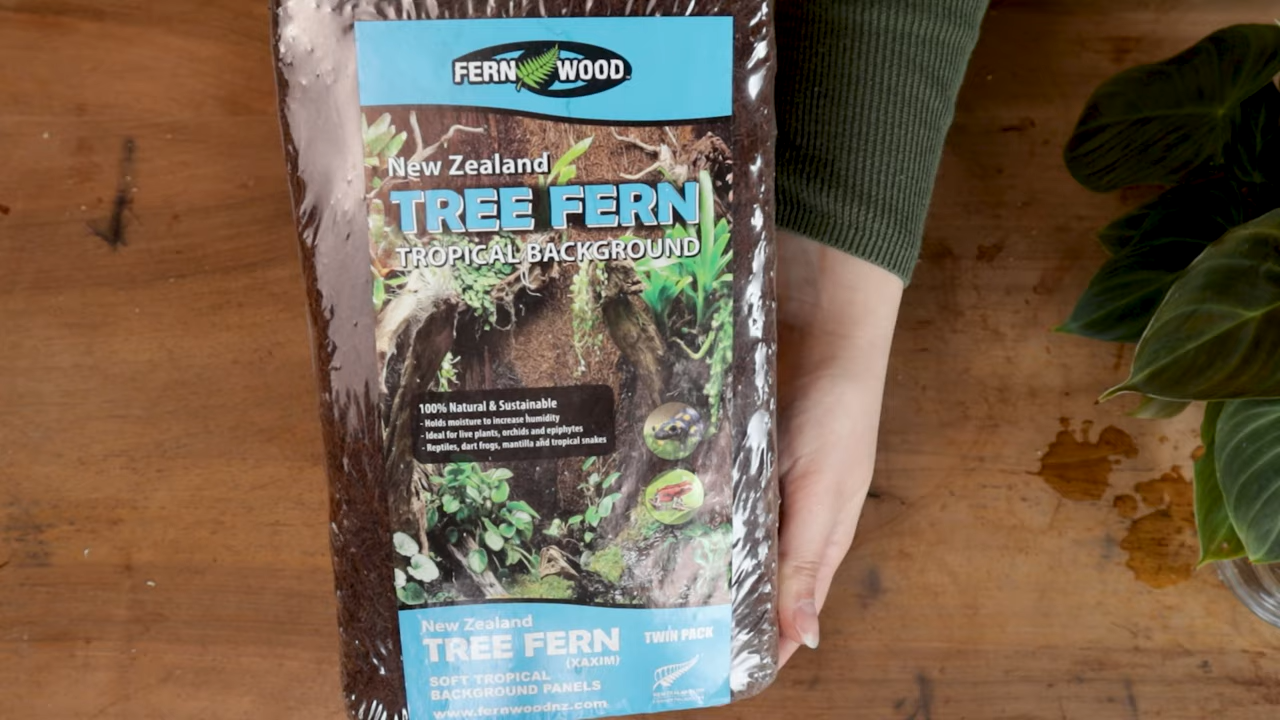 FERN WOOD
New Zealand
TREE FERN
TROPICAL BACKGROUND
100% Natural & Sustainable
- Holds moisture to increase humidity
- Ideal for live plants, orchids and epiphytes
- Reptiles, dart frogs, mantilla and tropical snakes
New Zealand
TREE FERN
(XAXIM)
TWIN PACK
SOFT TROPICAL
BACKGROUND PANELS
www.fernwoodnz.com